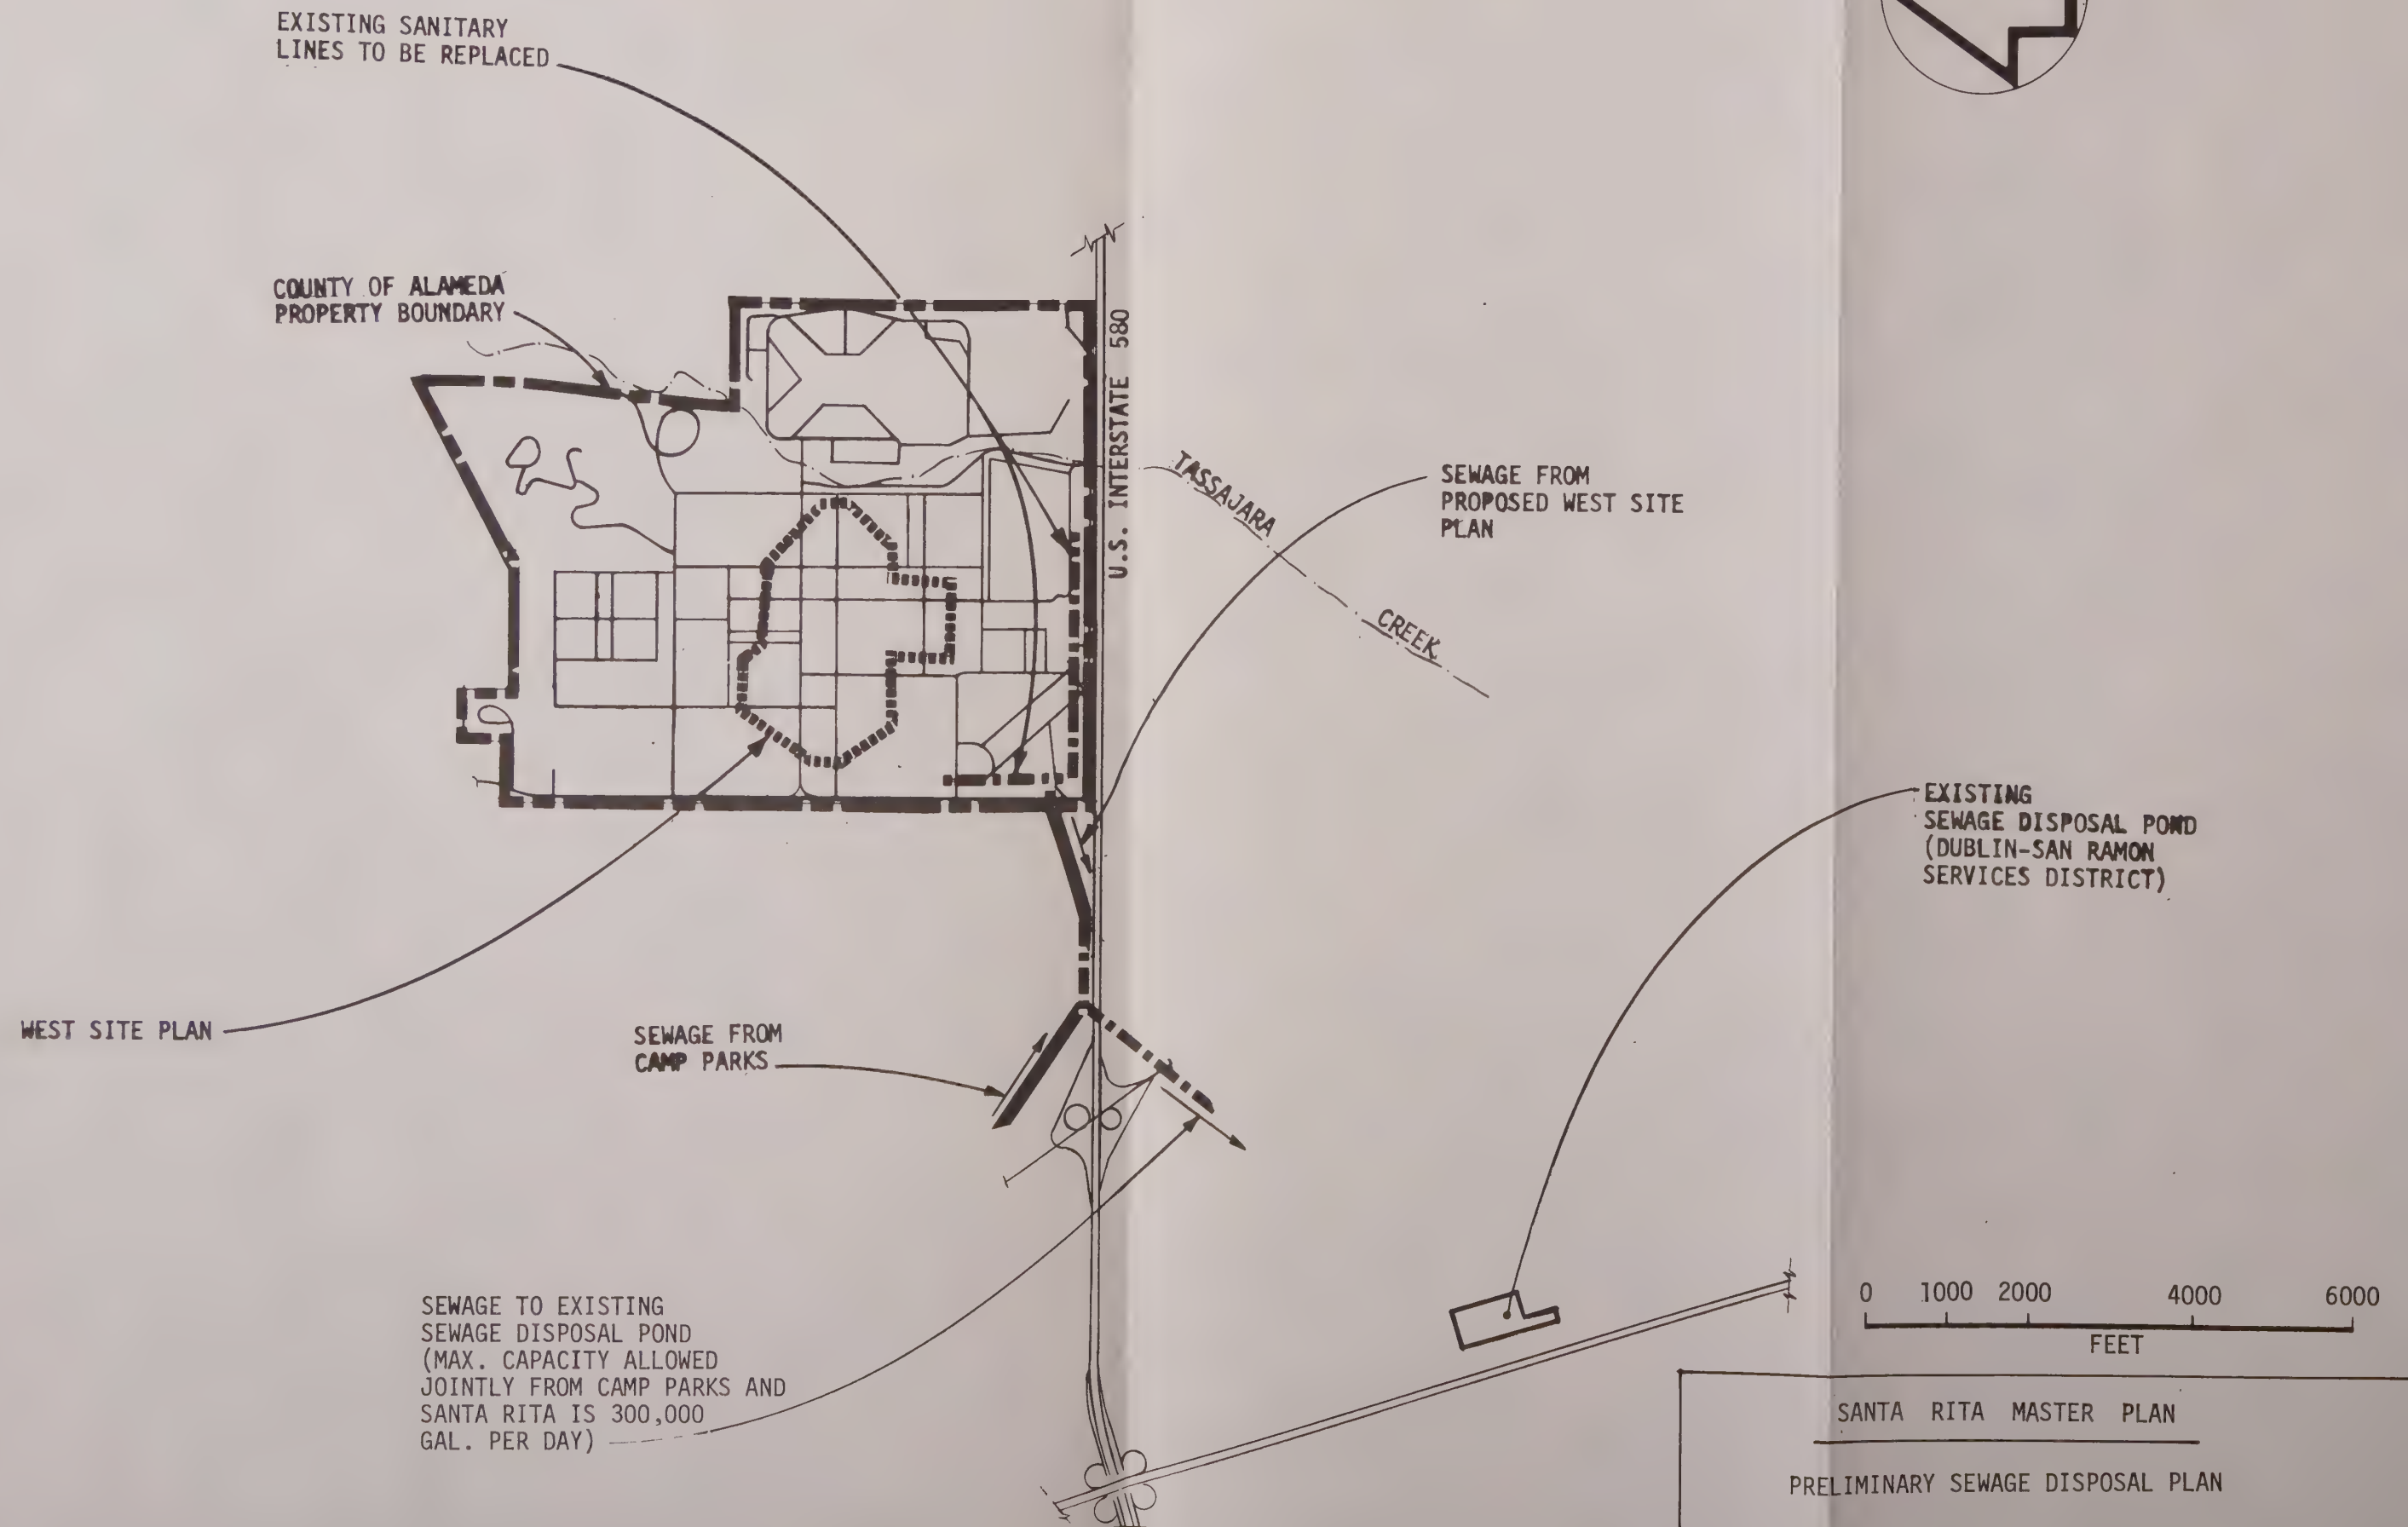 EXISTING SANITARY
LINES TO BE REPLACED
COUNTY OF ALAMEDA
PROPERTY BOUNDARY
U.S. INTERSTATE 580
TASSAJARA
CREEK
SEWAGE FROM
PROPOSED WEST SITE
PLAN
EXISTING
SEWAGE DISPOSAL POND
(DUBLIN-SAN RAMON
SERVICES DISTRICT)
WEST SITE PLAN
SEWAGE FROM
CAMP PARKS
SEWAGE TO EXISTING
SEWAGE DISPOSAL POND
(MAX. CAPACITY ALLOWED
JOINTLY FROM CAMP PARKS AND
SANTA RITA IS 300,000
GAL. PER DAY)
0 1000 2000 4000 6000
FEET
SANTA RITA MASTER PLAN
PRELIMINARY SEWAGE DISPOSAL PLAN